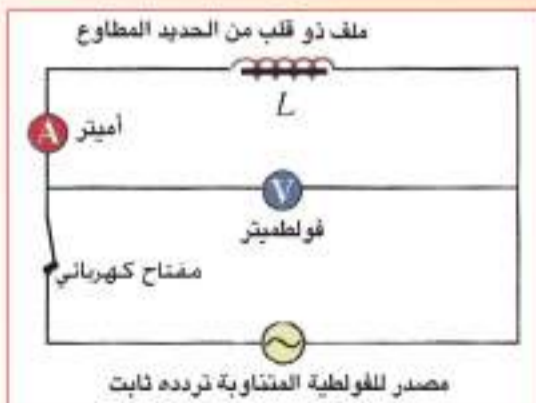 ملف ذو قلب من الحديد المطاوع
L
A
أميتر
V
فولطميتر
مفتاح كهربائي
مصدر للفولطية المتناوبة تردده ثابت